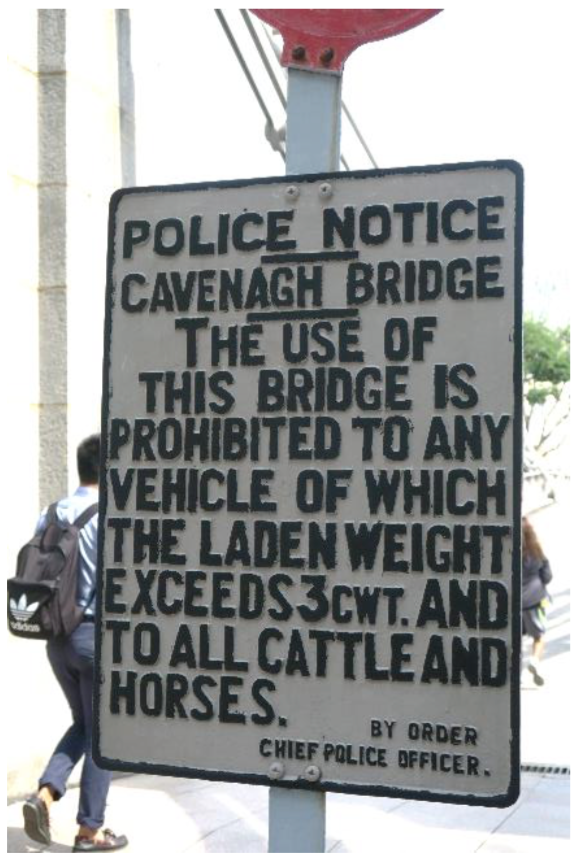 POLICE NOTICE
CAVENAGH BRIDGE
THE USE OF
THIS BRIDGE IS
PROHIBITED TO ANY
VEHICLE OF WHICH
THE LADEN WEIGHT
EXCEEDS 3 CWT. AND
TO ALL CATTLE AND
HORSES.
BY ORDER
CHIEF POLICE OFFICER.
adidas